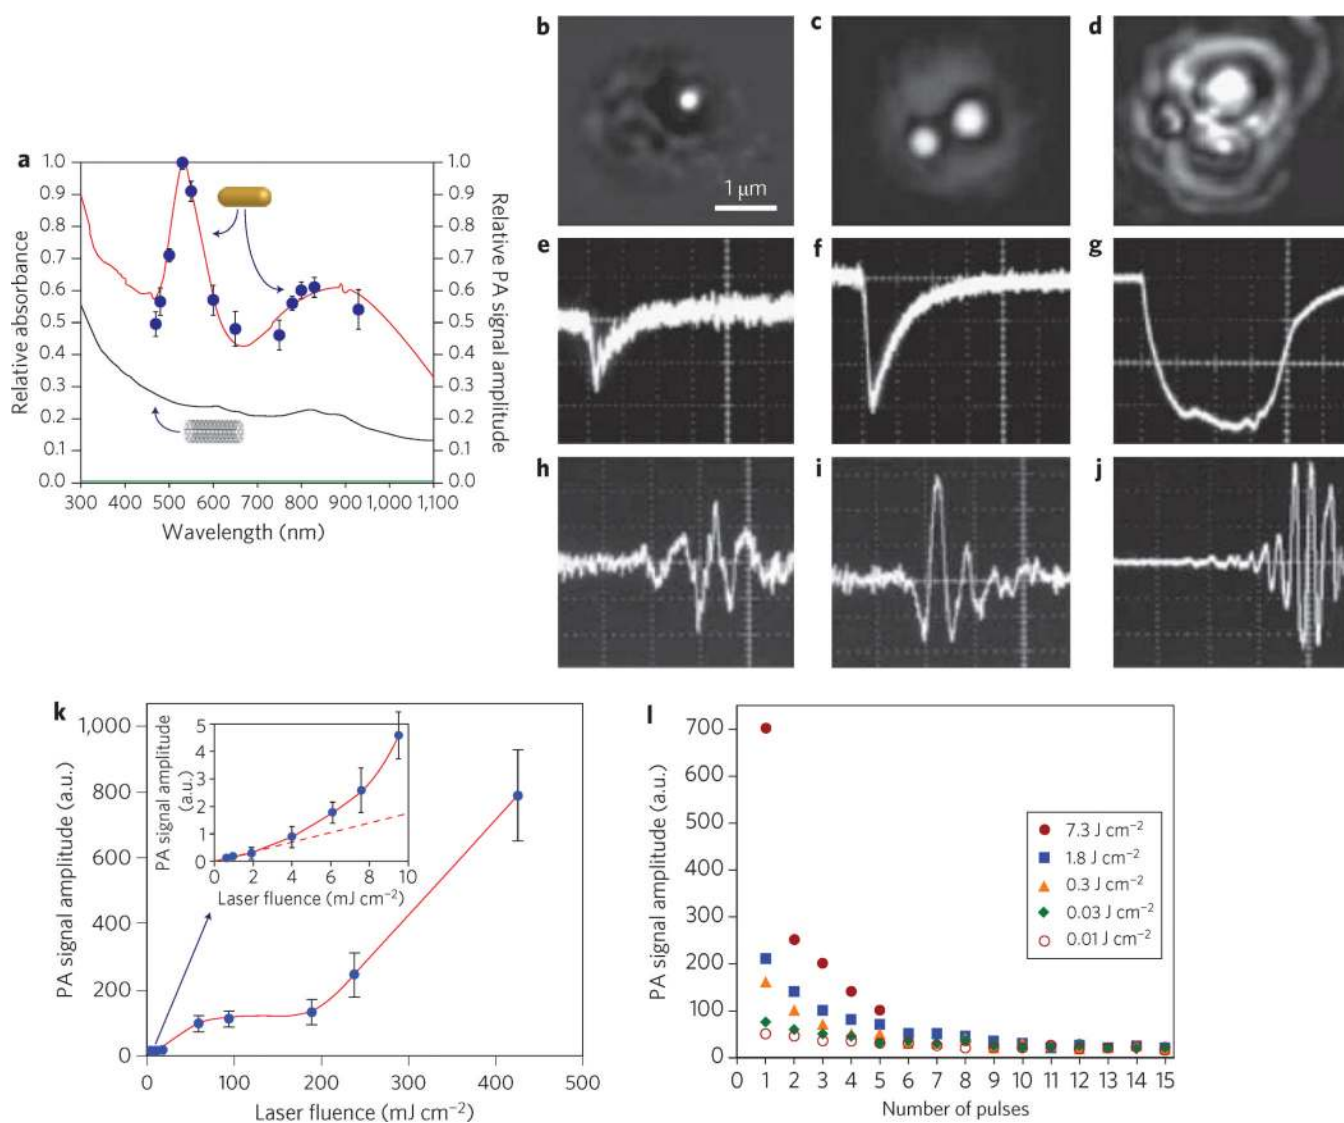 b
c
d
1 μm
a
1.0
0.9
0.8
0.7
0.6
0.5
0.4
0.3
0.2
0.1
0.0
Relative absorbance
1.0
0.9
0.8
0.7
0.6
0.5
0.4
0.3
0.2
0.1
0.0
Relative PA signal amplitude
300 400 500 600 700 800 900 1,000 1,100
Wavelength (nm)
e
f
g
h
i
j
k
PA signal amplitude (a.u.)
1,000
800
600
400
200
0
0 100 200 300 400 500
Laser fluence (mJ cm⁻²)
PA signal amplitude
(a.u.)
5
4
3
2
1
0
0 2 4 6 8 10
Laser fluence (mJ cm⁻²)
l
PA signal amplitude (a.u.)
700
600
500
400
300
200
100
0
7.3 J cm⁻²
1.8 J cm⁻²
0.3 J cm⁻²
0.03 J cm⁻²
0.01 J cm⁻²
0 1 2 3 4 5 6 7 8 9 10 11 12 13 14 15
Number of pulses